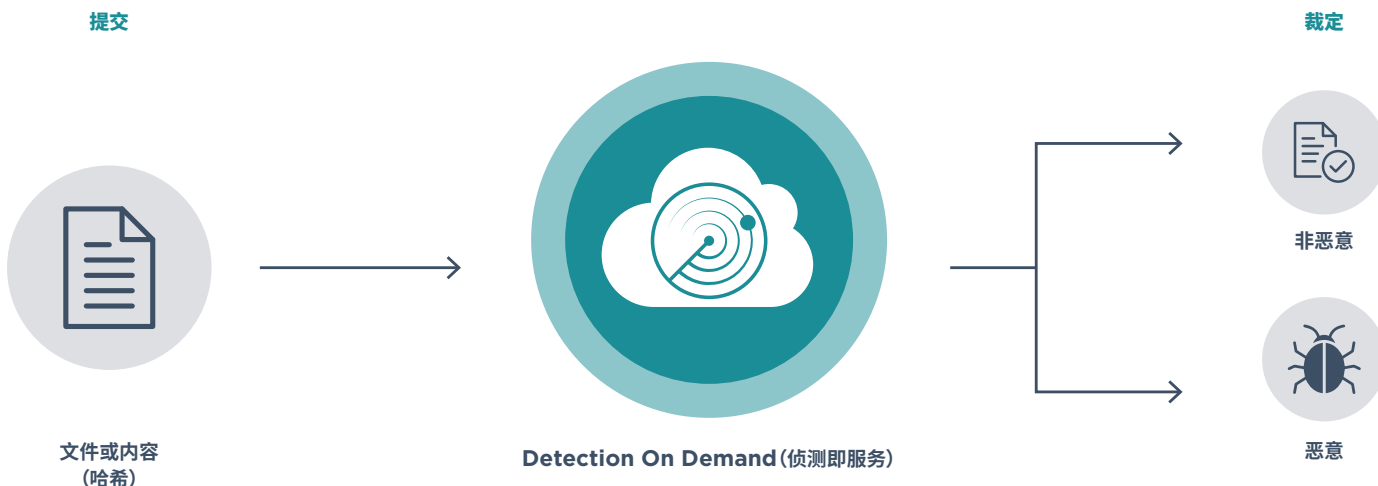 提交
裁定
非恶意
文件或内容
(哈希)
Detection On Demand(侦测即服务)
恶意